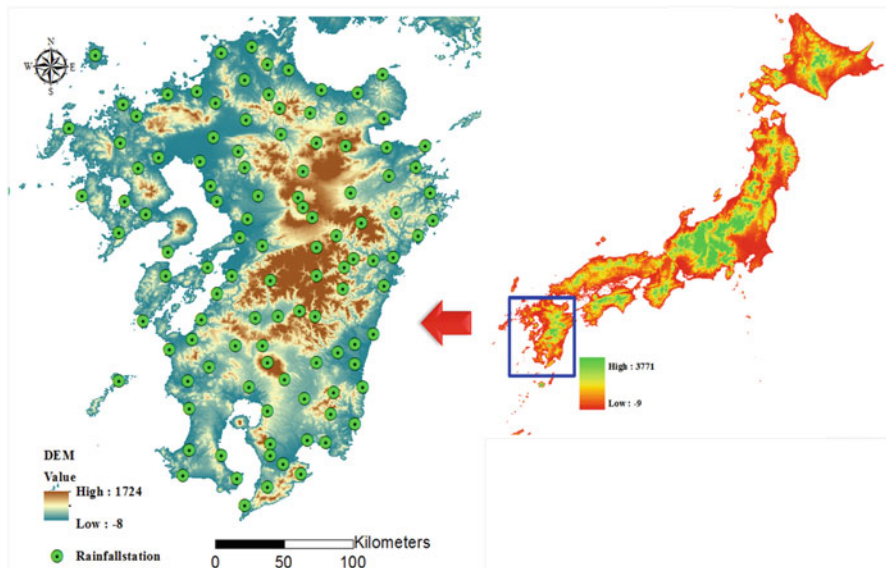 N
W E
S
DEM
Value
High : 1724
Low : -8
Rainfallstation
Kilometers
0 50 100
High : 3771
Low : -9